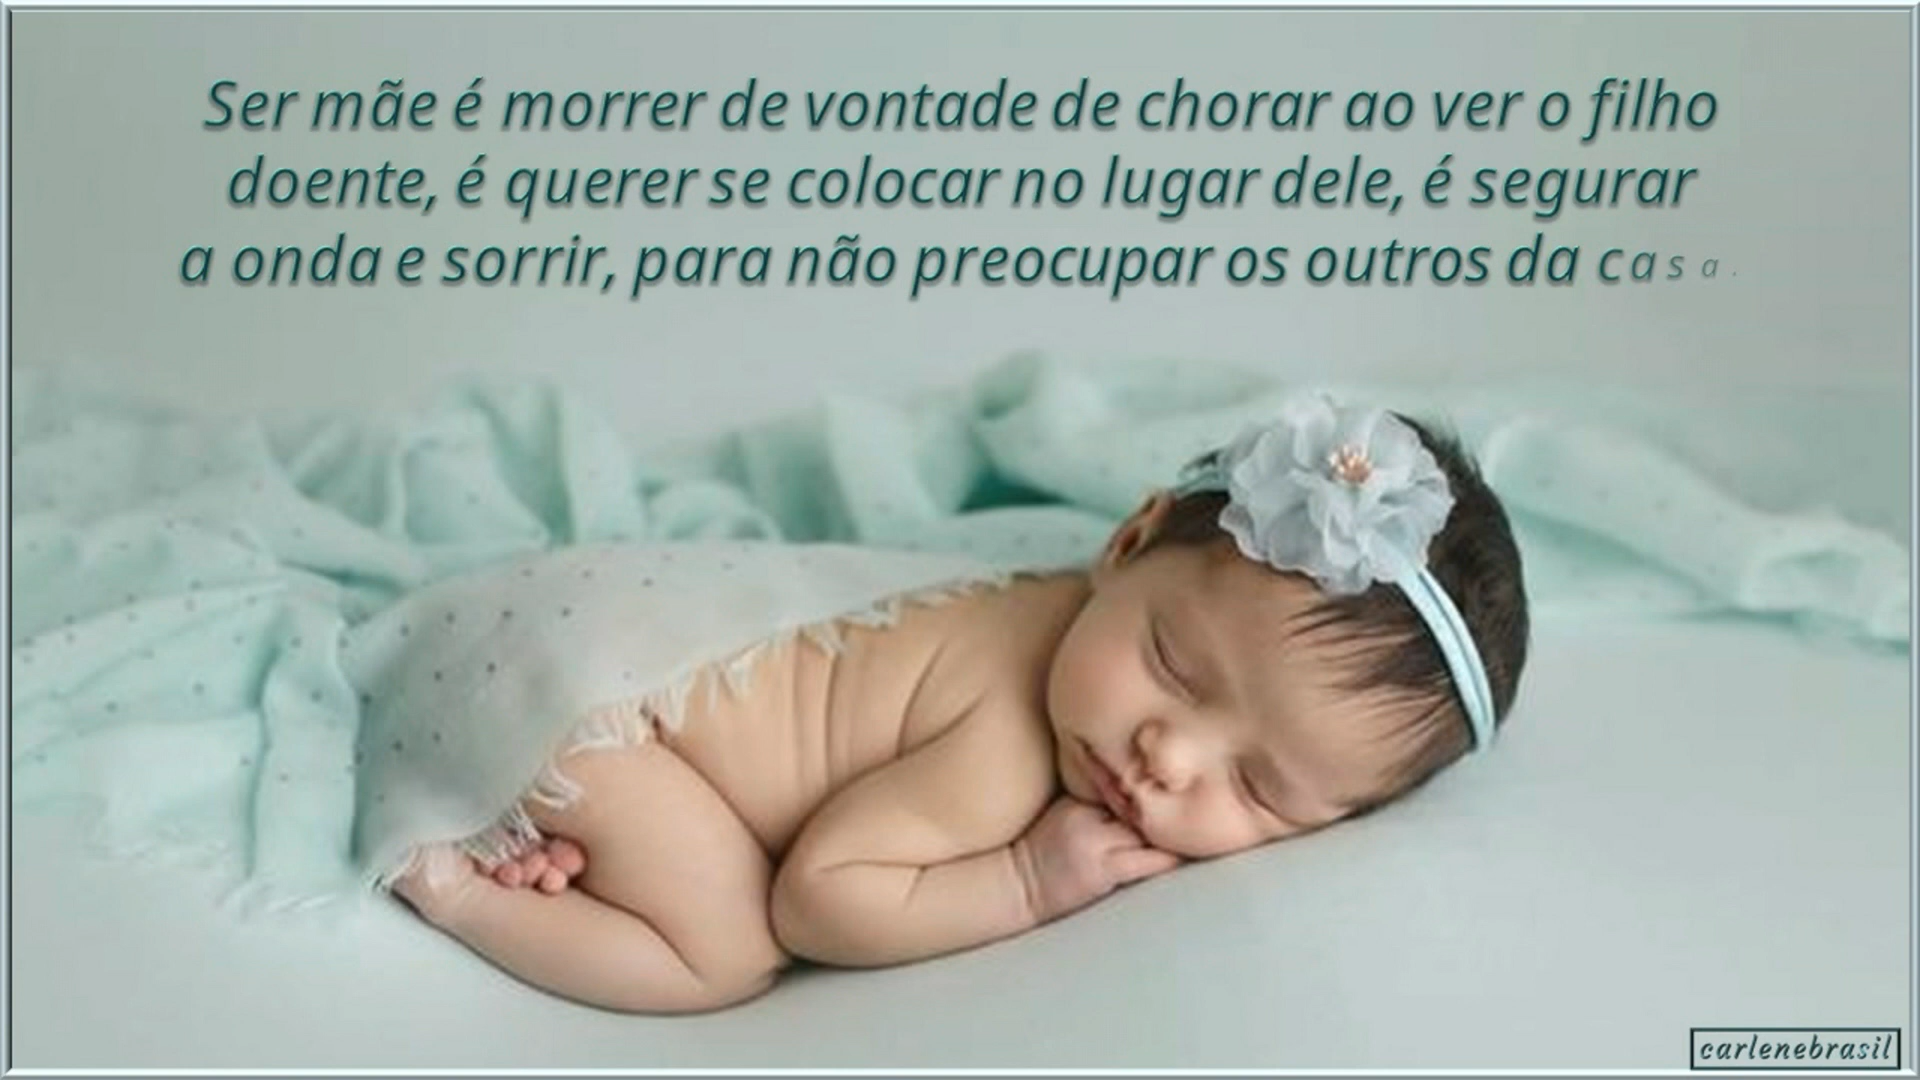 Ser mãe é morrer de vontade de chorar ao ver o filho
doente, é querer se colocar no lugar dele, é segurar
a onda e sorrir, para não preocupar os outros da casa.
carlenebrasil